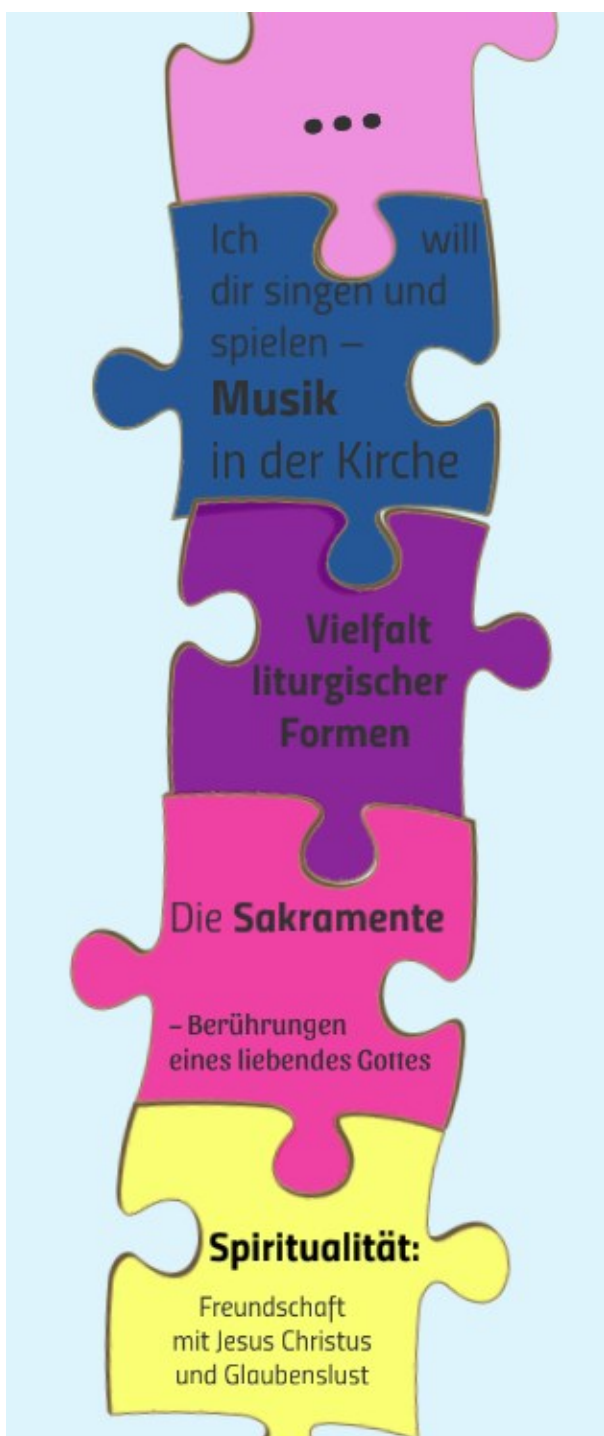 ...
Ich will
dir singen und
spielen –
Musik
in der Kirche
Vielfalt
liturgischer
Formen
Die Sakramente
– Berührungen
eines liebendes Gottes
Spiritualität:
Freundschaft
mit Jesus Christus
und Glaubenslust